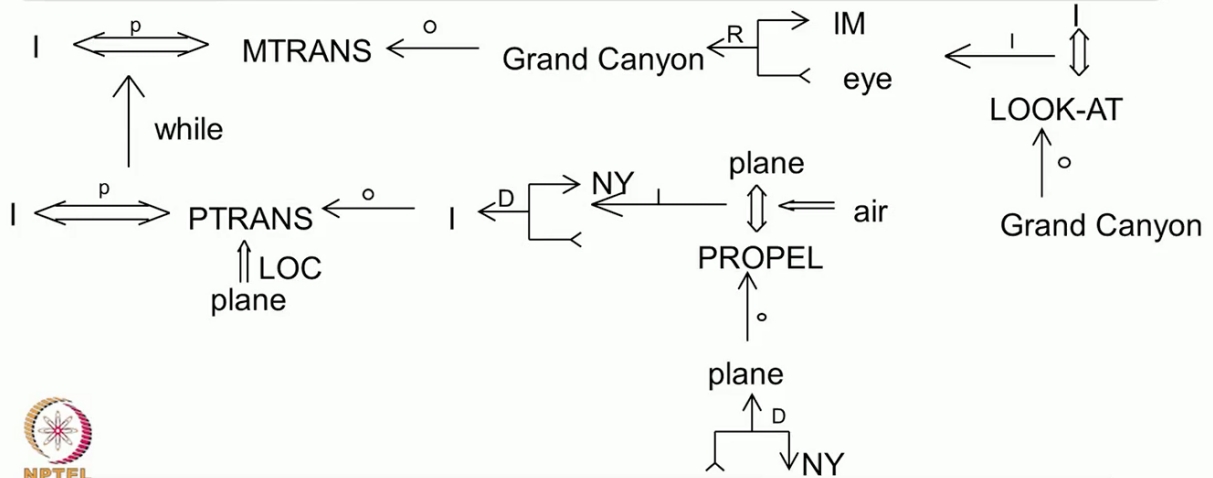 I p MTRANS o Grand Canyon R IM I I
eye
LOOK-AT
while
o
Grand Canyon
I p PTRANS o I D NY I plane air
LOC
plane
PROPEL
o
plane
D
NY
NPTEL